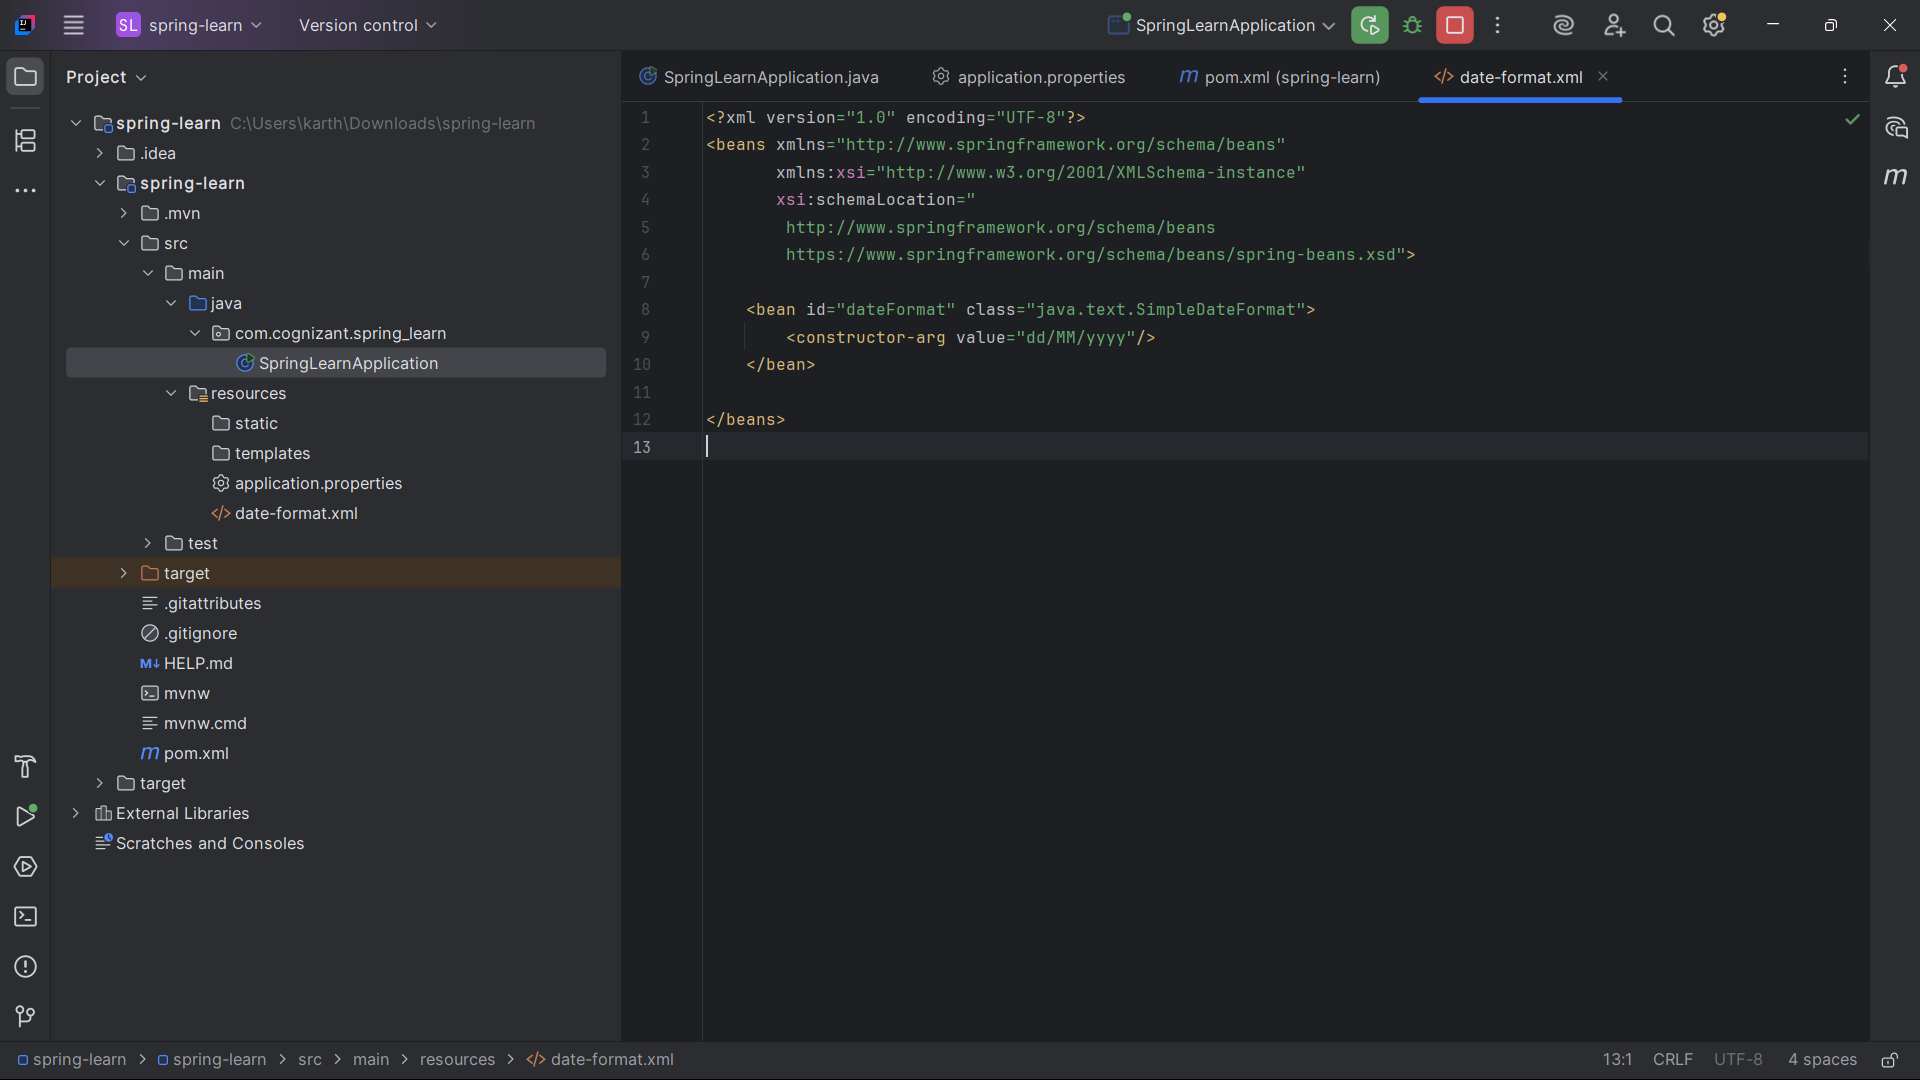 SL spring-learn Version control SpringLearnApplication
Project
SpringLearnApplication.java application.properties m pom.xml (spring-learn) </> date-format.xml
spring-learn C:\Users\karth\Downloads\spring-learn
.idea
spring-learn
.mvn
src
main
java
com.cognizant.spring_learn
SpringLearnApplication
resources
static
templates
application.properties
</> date-format.xml
test
target
.gitattributes
.gitignore
M↓ HELP.md
mvnw
mvnw.cmd
m pom.xml
target
External Libraries
Scratches and Consoles
1 <?xml version="1.0" encoding="UTF-8"?>
2 <beans xmlns="http://www.springframework.org/schema/beans"
3 xmlns:xsi="http://www.w3.org/2001/XMLSchema-instance"
4 xsi:schemaLocation="
5 http://www.springframework.org/schema/beans
6 https://www.springframework.org/schema/beans/spring-beans.xsd">
7
8 <bean id="dateFormat" class="java.text.SimpleDateFormat">
9 <constructor-arg value="dd/MM/yyyy"/>
10 </bean>
11
12 </beans>
13
m
spring-learn > spring-learn > src > main > resources > </> date-format.xml 13:1 CRLF UTF-8 4 spaces